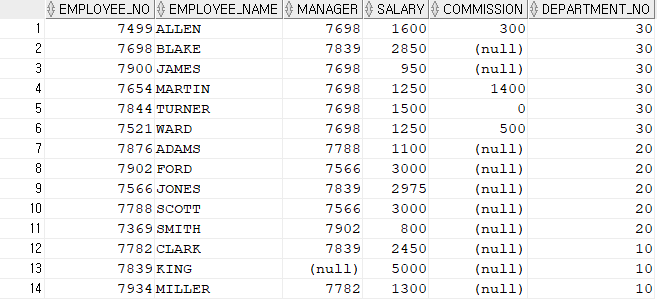 EMPLOYEE_NO EMPLOYEE_NAME MANAGER SALARY COMMISSION DEPARTMENT_NO
1 7499 ALLEN 7698 1600 300 30
2 7698 BLAKE 7839 2850 (null) 30
3 7900 JAMES 7698 950 (null) 30
4 7654 MARTIN 7698 1250 1400 30
5 7844 TURNER 7698 1500 0 30
6 7521 WARD 7698 1250 500 30
7 7876 ADAMS 7788 1100 (null) 20
8 7902 FORD 7566 3000 (null) 20
9 7566 JONES 7839 2975 (null) 20
10 7788 SCOTT 7566 3000 (null) 20
11 7369 SMITH 7902 800 (null) 20
12 7782 CLARK 7839 2450 (null) 10
13 7839 KING (null) 5000 (null) 10
14 7934 MILLER 7782 1300 (null) 10